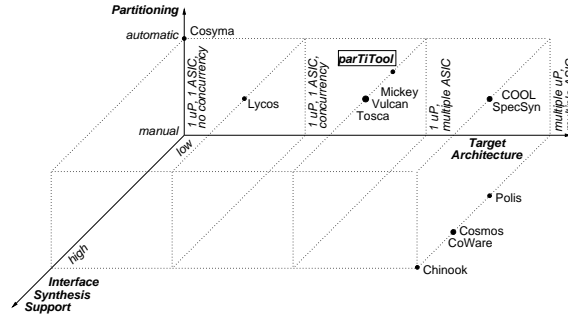 Partitioning
automatic
Cosyma
parTiTool
1 uP, 1 ASIC,
no concurrency
1 uP, 1 ASIC,
concurrency
1 uP,
multiple ASIC
multiple uP,
Lycos
Mickey
Vulcan
Tosca
COOL
SpecSyn
manual
low
Target
Architecture
Polis
Cosmos
CoWare
high
Chinook
Interface
Synthesis
Support